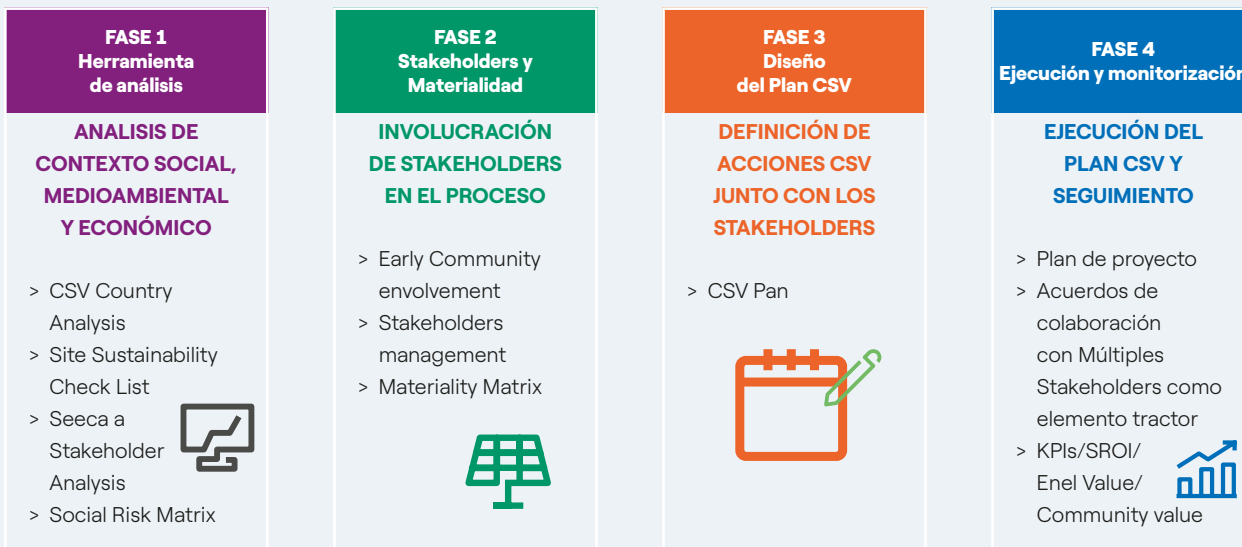 FASE 1
Herramienta
de análisis
ANALISIS DE
CONTEXTO SOCIAL,
MEDIOAMBIENTAL
Y ECONÓMICO
> CSV Country
Analysis
> Site Sustainability
Check List
> Seeca a
Stakeholder
Analysis
> Social Risk Matrix
FASE 2
Stakeholders y
Materialidad
INVOLUCRACIÓN
DE STAKEHOLDERS
EN EL PROCESO
> Early Community
envolvement
> Stakeholders
management
> Materiality Matrix
FASE 3
Diseño
del Plan CSV
DEFINICIÓN DE
ACCIONES CSV
JUNTO CON LOS
STAKEHOLDERS
> CSV Pan
FASE 4
Ejecución y monitorización
EJECUCIÓN DEL
PLAN CSV Y
SEGUIMIENTO
> Plan de proyecto
> Acuerdos de
colaboración
con Múltiples
Stakeholders como
elemento tractor
> KPIs/SROI/
Enel Value/
Community value